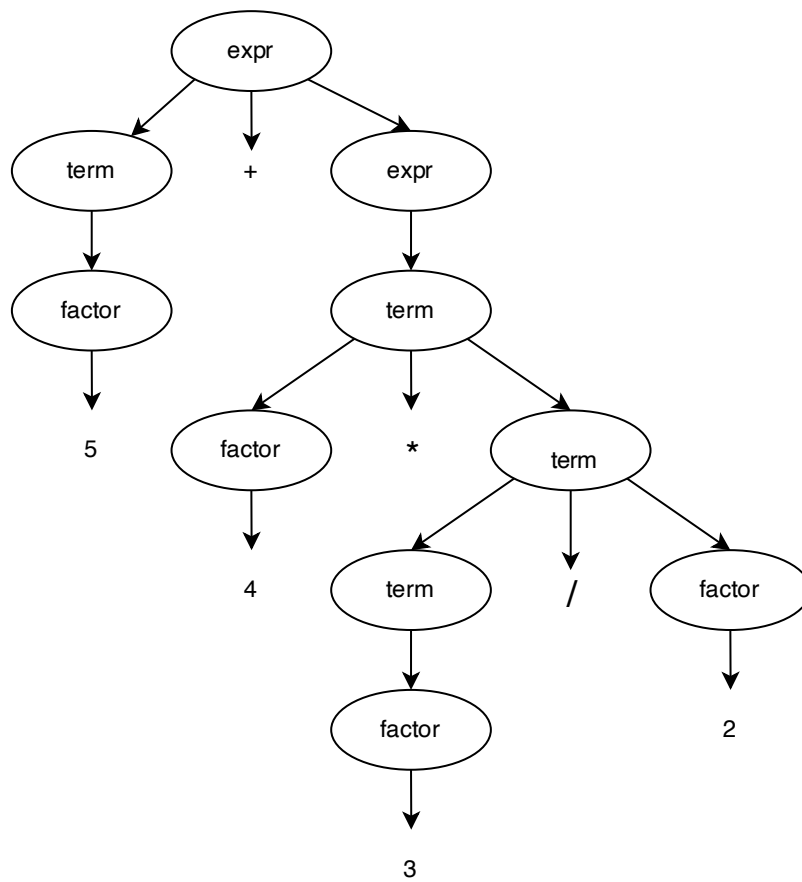 expr
term + expr
factor term
5 factor * term
4 term / factor
factor 2
3